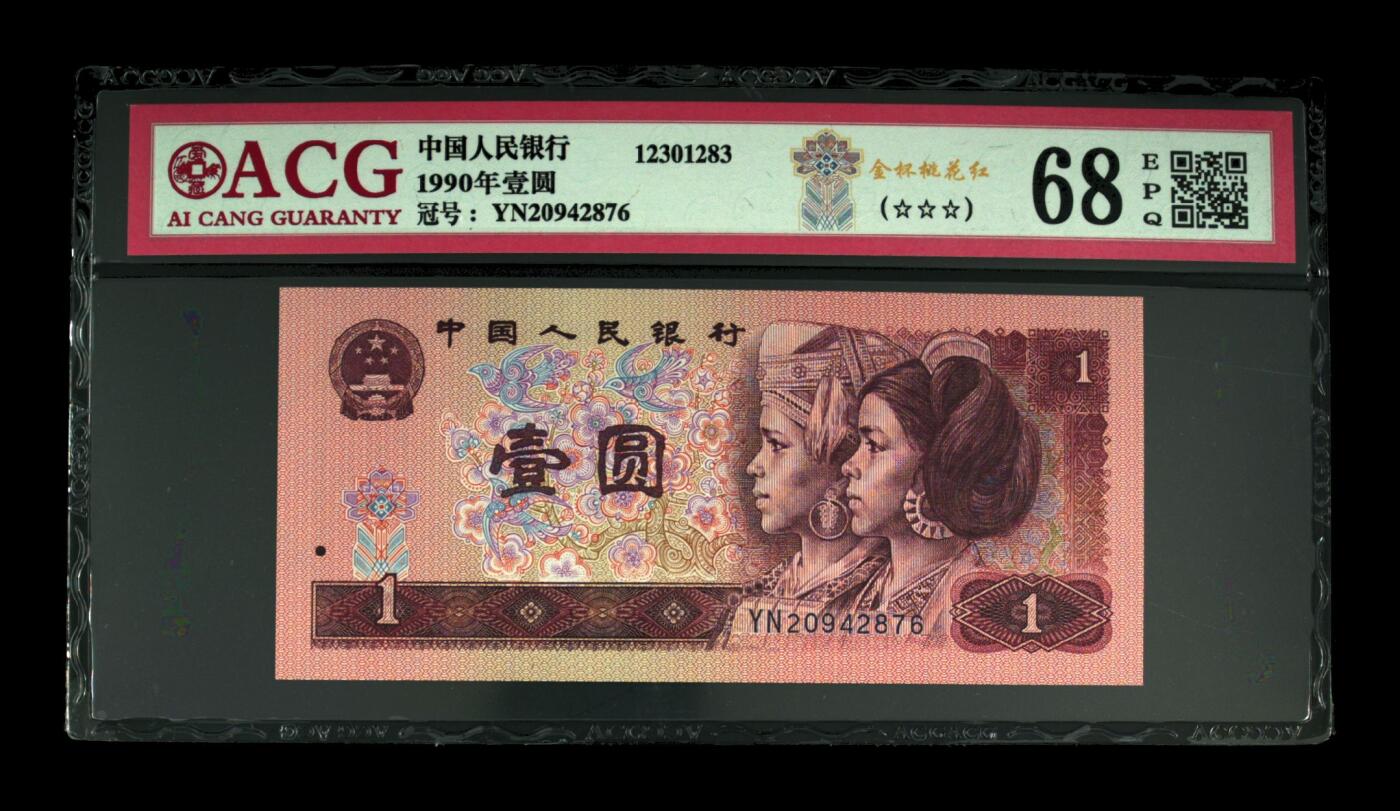 ACG
AI CANG GUARANTY
中国人民银行
1990年壹圆
冠号：YN20942876
12301283
金杯桃花红
(☆☆☆)
68
EPQ
中国人民银行
1
壹圆
1
YN20942876
1